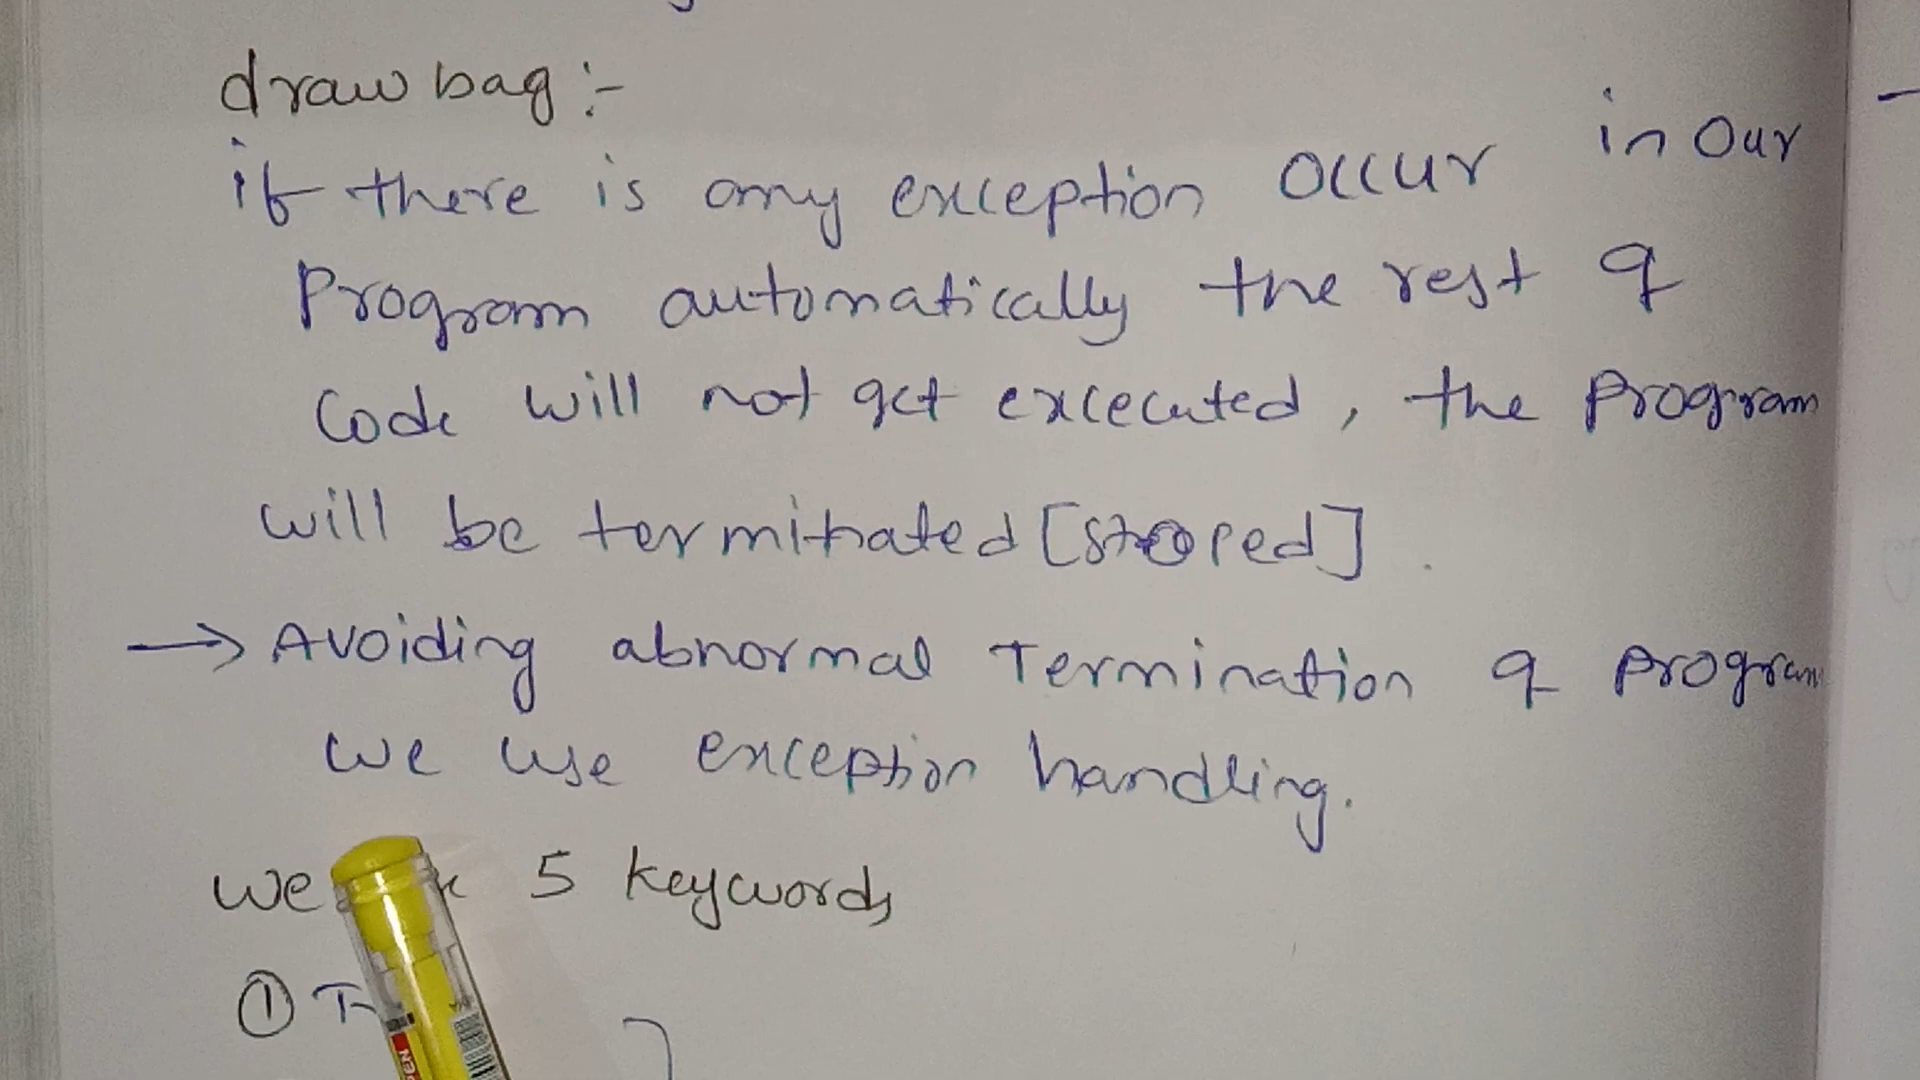 draw bag :-
if there is any exception occur in our
Program automatically the rest of
Code will not get excecuted, the program
will be terminated [stoped].
→ Avoiding abnormal Termination of program
we use exception handling.
we 5 keywords
①